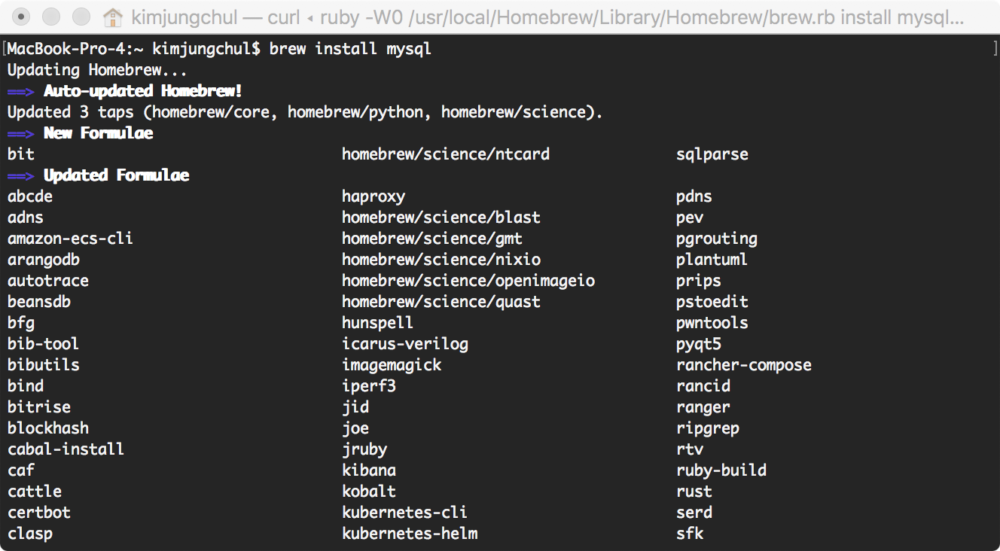 kimjungchul — curl ◂ ruby -W0 /usr/local/Homebrew/Library/Homebrew/brew.rb install mysql...
[MacBook-Pro-4:~ kimjungchul$ brew install mysql ]
Updating Homebrew...
==> Auto-updated Homebrew!
Updated 3 taps (homebrew/core, homebrew/python, homebrew/science).
==> New Formulae
bit homebrew/science/ntcard sqlparse
==> Updated Formulae
abcde haproxy pdns
adns homebrew/science/blast pev
amazon-ecs-cli homebrew/science/gmt pgrouting
arangodb homebrew/science/nixio plantuml
autotrace homebrew/science/openimageio prips
beansdb homebrew/science/quast pstoedit
bfg hunspell pwntools
bib-tool icarus-verilog pyqt5
bibutils imagemagick rancher-compose
bind iperf3 rancid
bitrise jid ranger
blockhash joe ripgrep
cabal-install jruby rtv
caf kibana ruby-build
cattle kobalt rust
certbot kubernetes-cli serd
clasp kubernetes-helm sfk